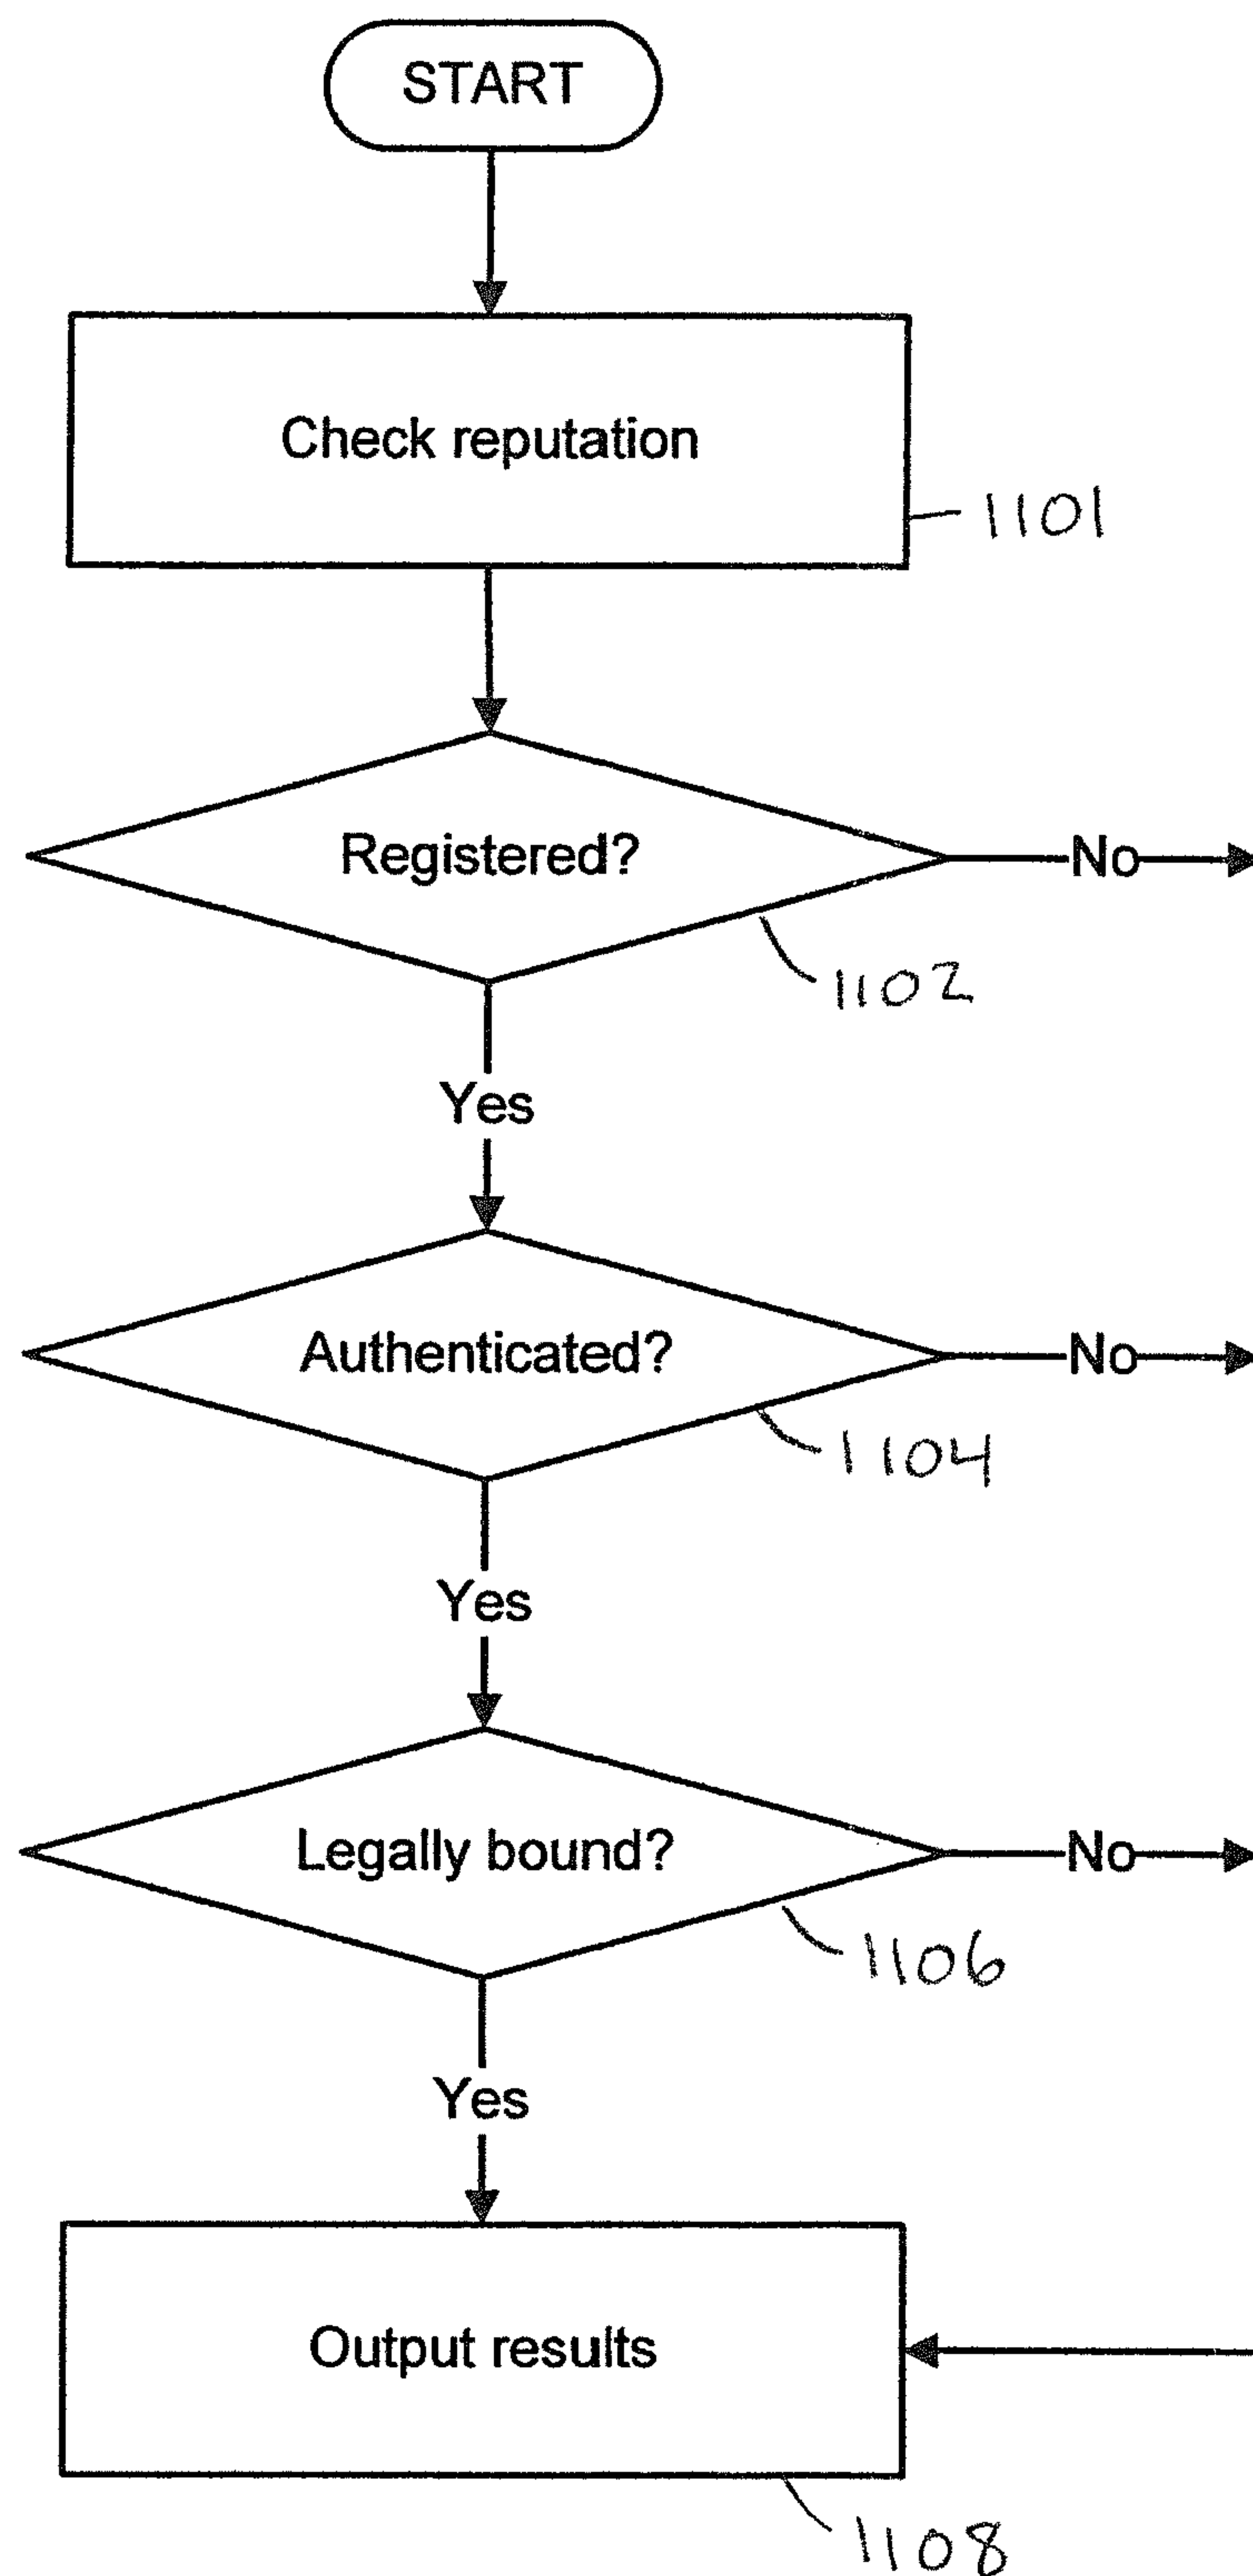 START
Check reputation
1101
Registered?
No
1102
Yes
Authenticated?
No
1104
Yes
Legally bound?
No
1106
Yes
Output results
1108